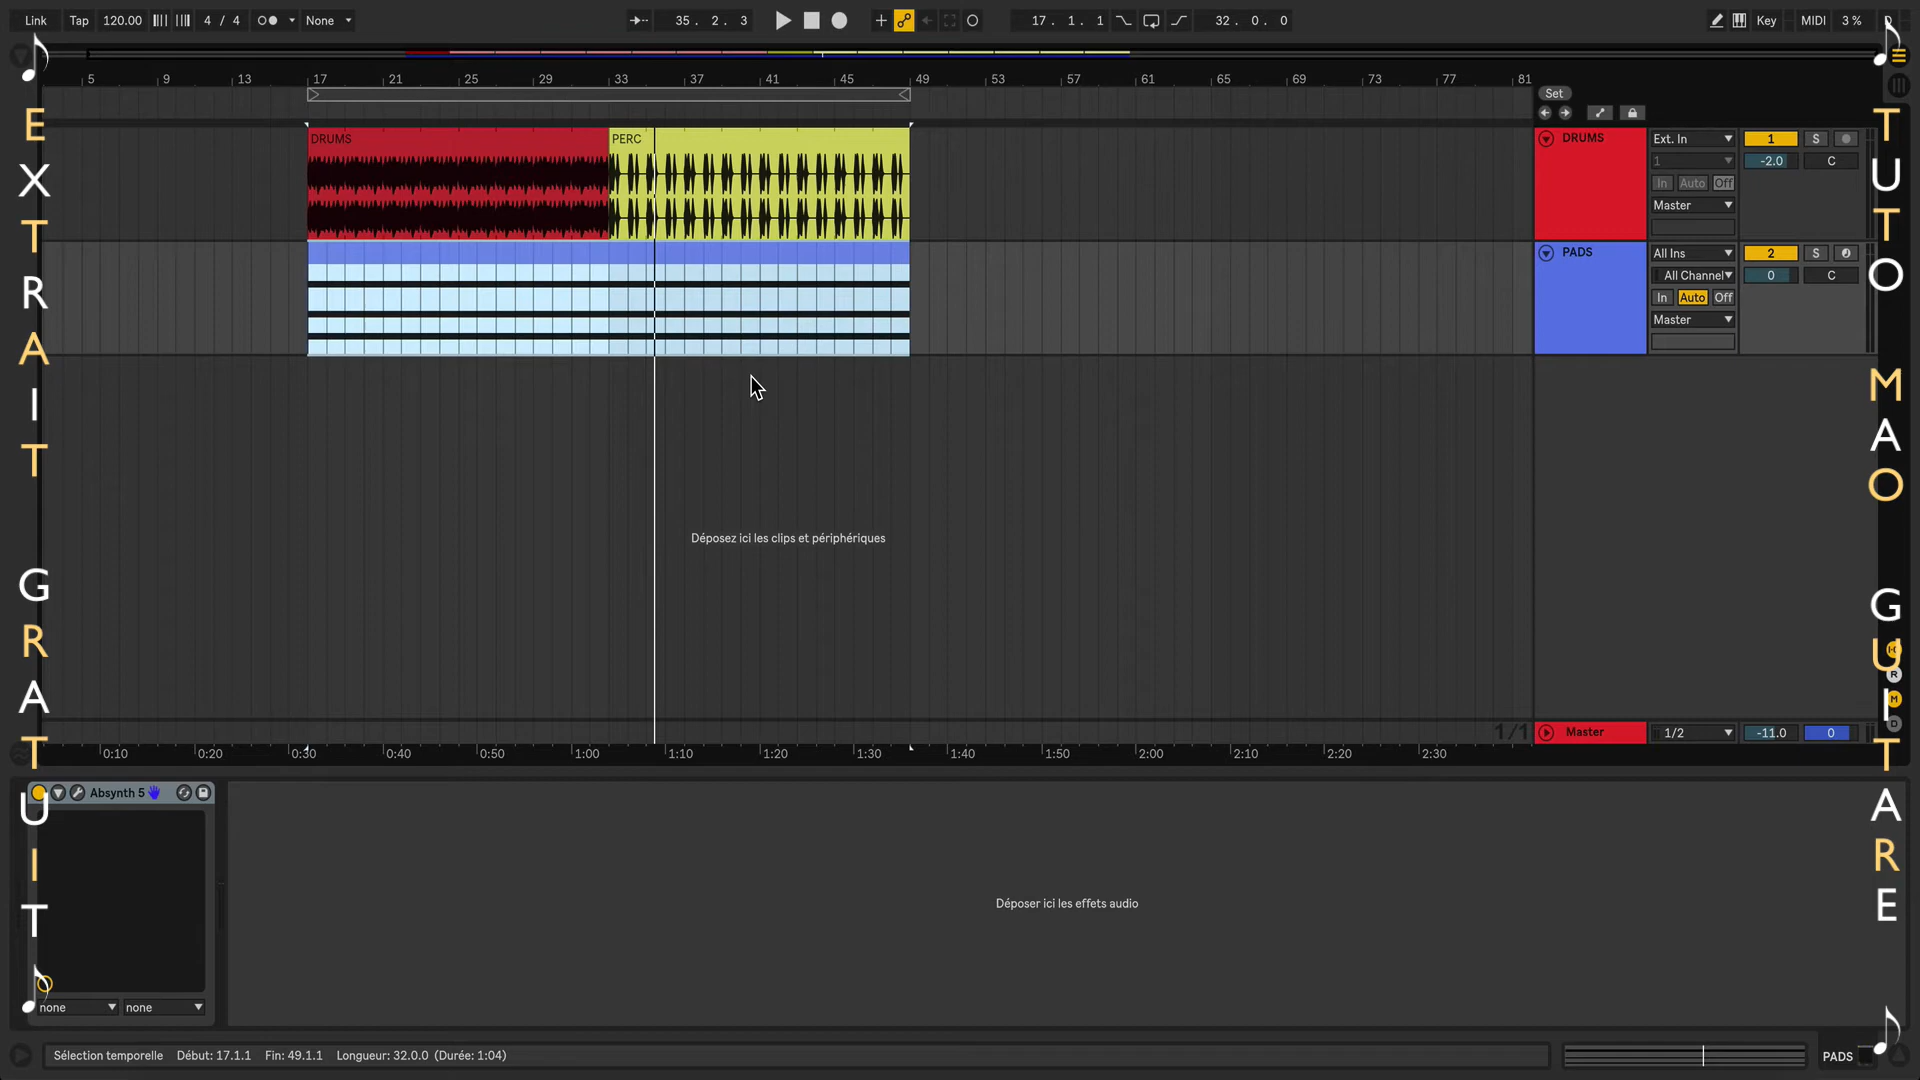 Link Tap 120.00 4 / 4 None 35. 2. 3 17. 1. 1 32. 0. 0 Key MIDI 3 % D
5 9 13 17 21 25 29 33 37 41 45 49 53 57 61 65 69 73 77 81
Set
DRUMS PERC
DRUMS Ext. In 1 S
1 -2.0 C
In Auto Off
Master
PADS All Ins 2 S
All Channel 0 C
In Auto Off
Master
Déposez ici les clips et périphériques
1/1
Master 1/2 -11.0 0
0:10 0:20 0:30 0:40 0:50 1:00 1:10 1:20 1:30 1:40 1:50 2:00 2:10 2:20 2:30
Absynth 5
Déposer ici les effets audio
none none
Sélection temporelle Début: 17.1.1 Fin: 49.1.1 Longueur: 32.0.0 (Durée: 1:04)
PADS
EXTRAIT GRATUIT
TUTO MAO GUITARE